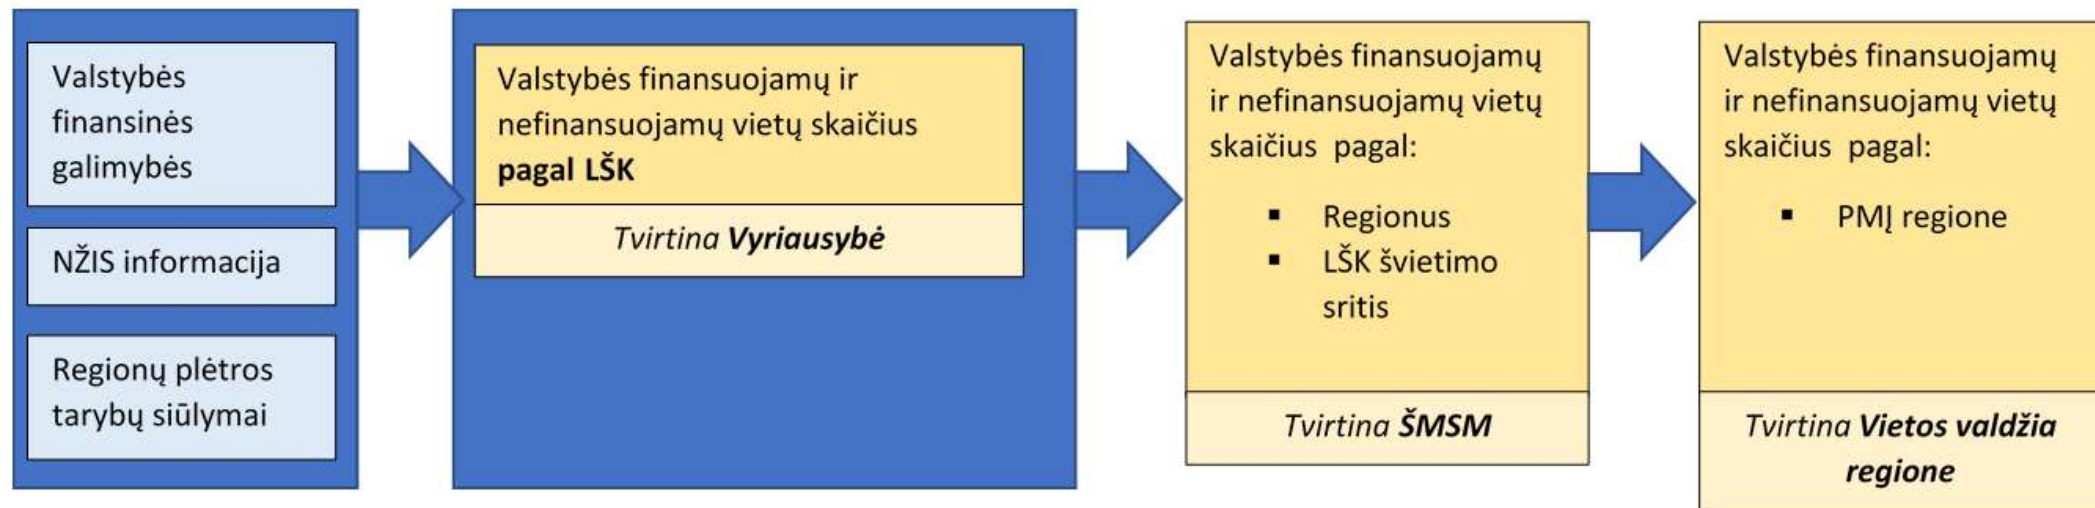 Valstybės
finansinės
galimybės
NŽIS informacija
Regionų plėtros
tarybų siūlymai
Valstybės finansuojamų ir
nefinansuojamų vietų skaičius
pagal LŠK
Tvirtina Vyriausybė
Valstybės finansuojamų
ir nefinansuojamų vietų
skaičius pagal:
▪ Regionus
▪ LŠK švietimo
sritis
Tvirtina ŠMSM
Valstybės finansuojamų
ir nefinansuojamų vietų
skaičius pagal:
▪ PMĮ regione
Tvirtina Vietos valdžia
regione